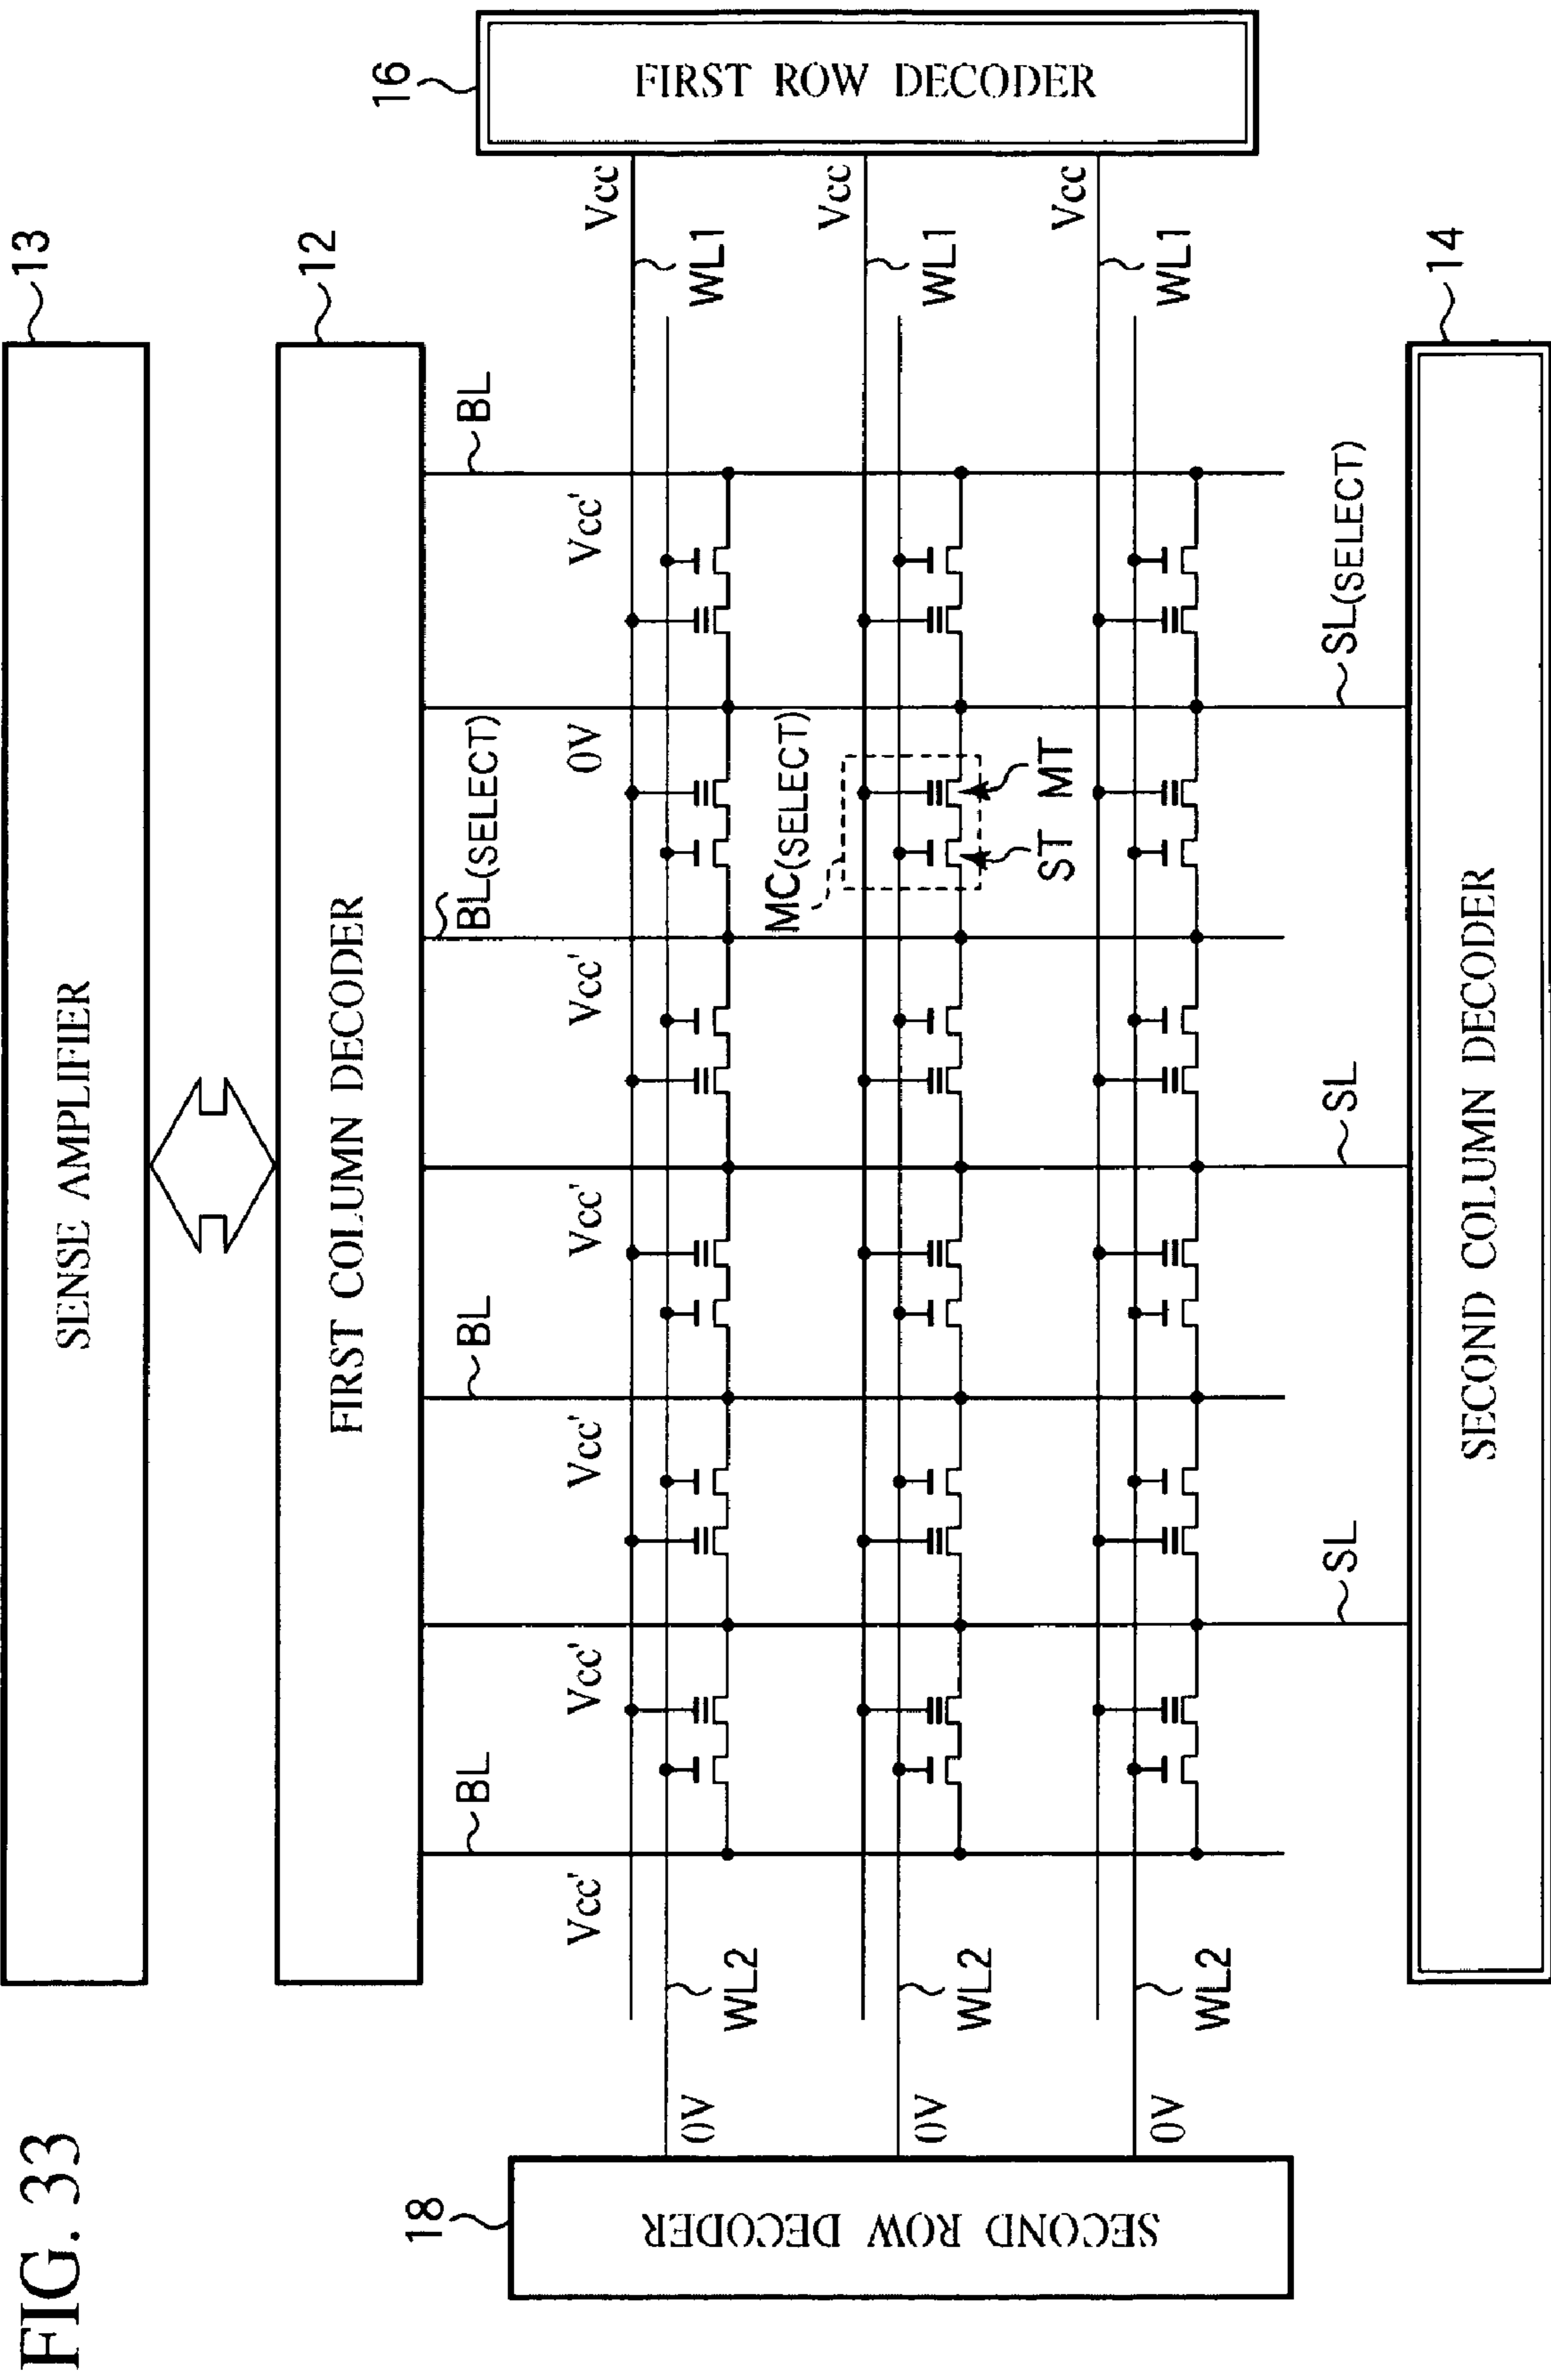 FIG. 33
SENSE AMPLIFIER
13
FIRST COLUMN DECODER
12
16
FIRST ROW DECODER
BL
BL
BL(SELECT)
BL
Vcc'
Vcc'
Vcc'
Vcc'
Vcc'
0V
Vcc'
Vcc
WL1
Vcc
WL1
Vcc
WL1
MC(SELECT)
ST
MT
18
SECOND ROW DECODER
0V
WL2
0V
WL2
0V
WL2
SL
SL
SL(SELECT)
14
SECOND COLUMN DECODER